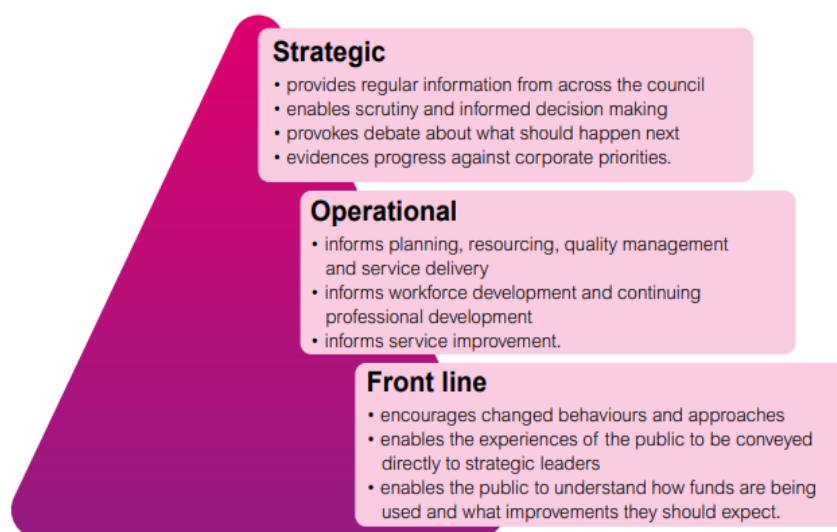 Strategic
• provides regular information from across the council
• enables scrutiny and informed decision making
• provokes debate about what should happen next
• evidences progress against corporate priorities.
Operational
• informs planning, resourcing, quality management
and service delivery
• informs workforce development and continuing
professional development
• informs service improvement.
Front line
• encourages changed behaviours and approaches
• enables the experiences of the public to be conveyed
directly to strategic leaders
• enables the public to understand how funds are being
used and what improvements they should expect.